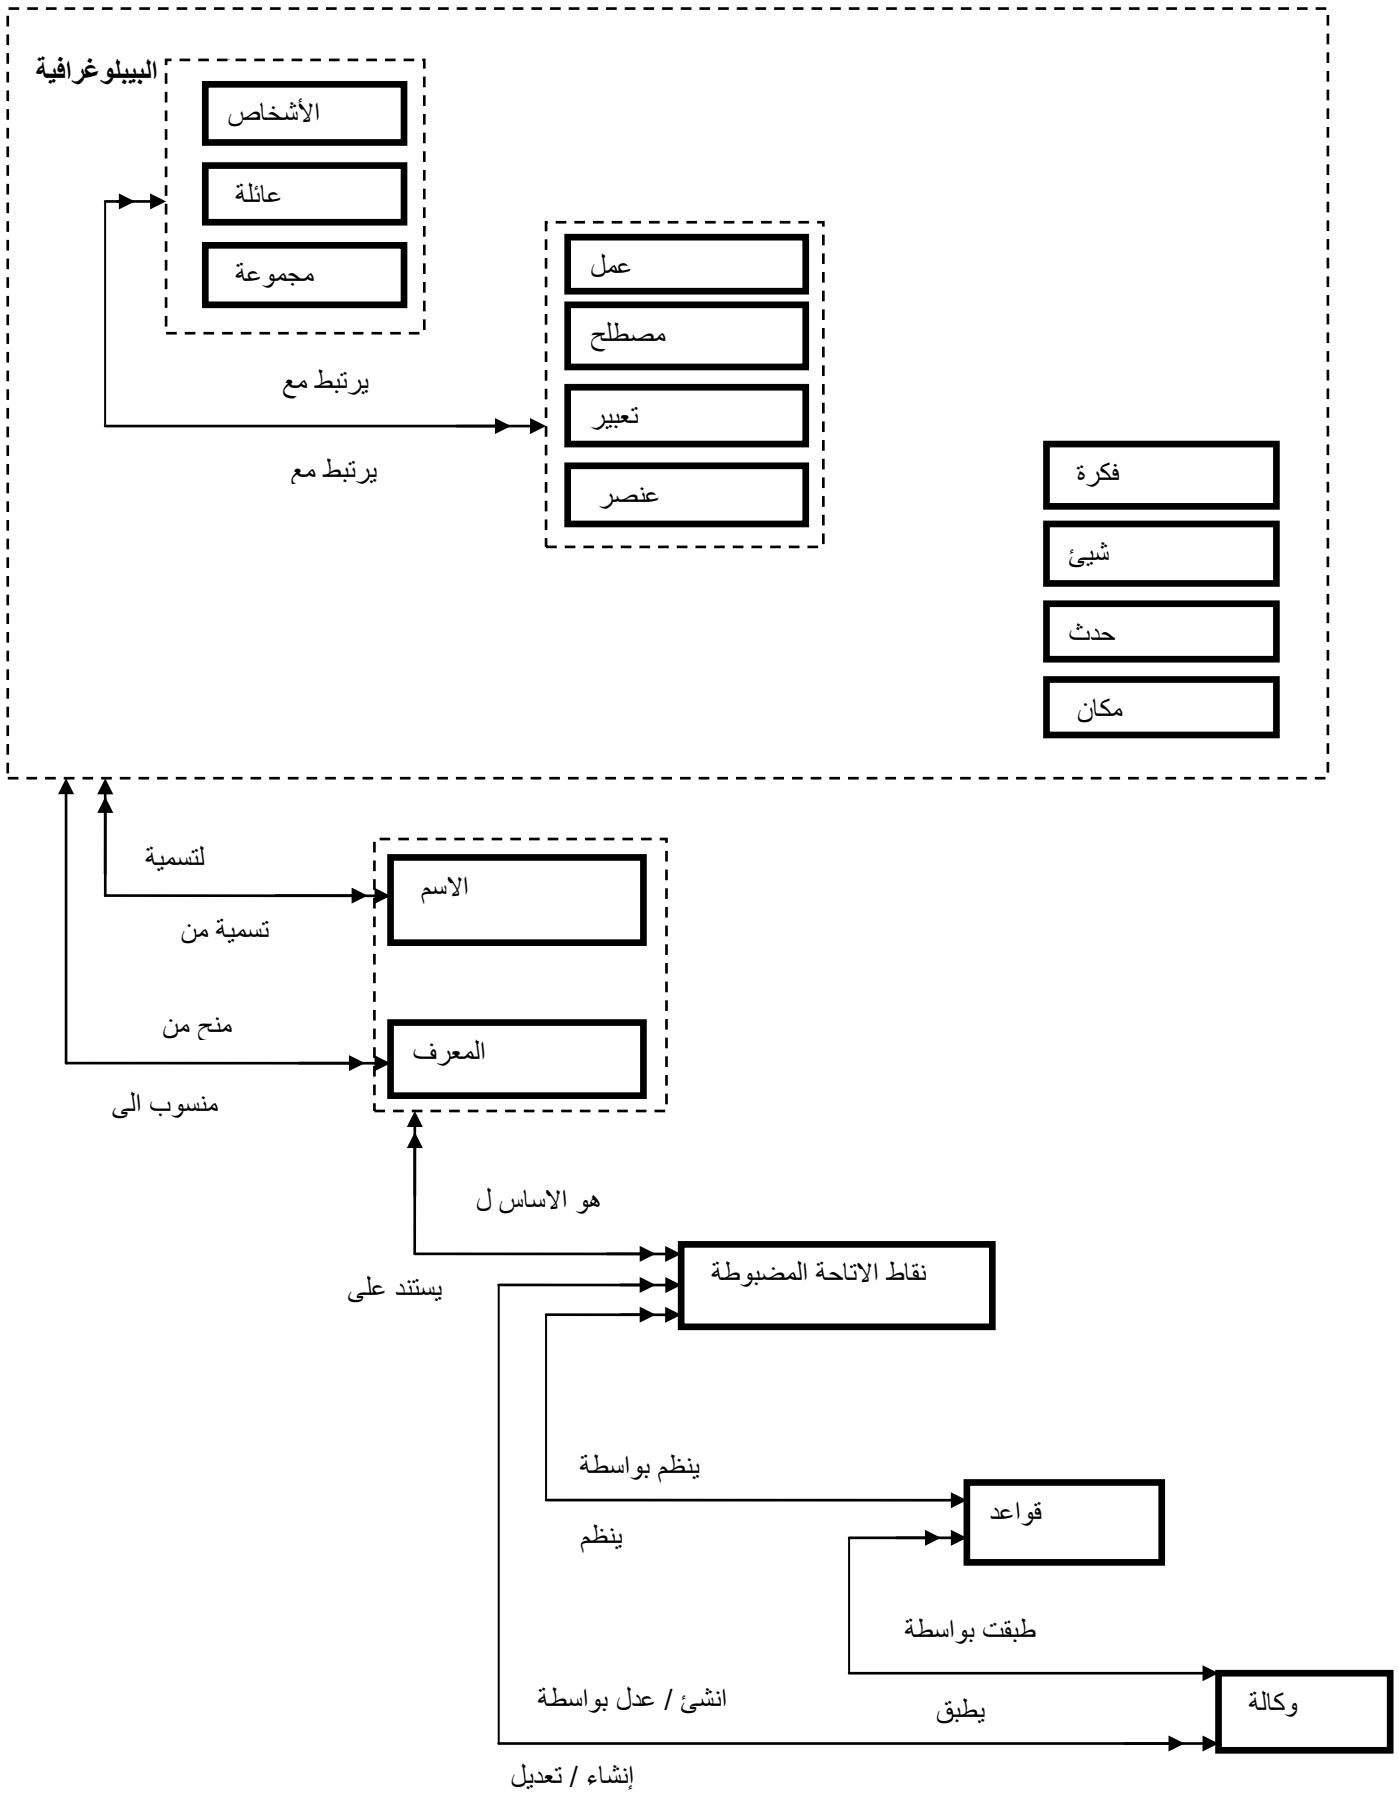 البيبلوغرافية
الأشخاص
عائلة
مجموعة
عمل
مصطلح
تعبير
عنصر
يرتبط مع
يرتبط مع
فكرة
شيئ
حدث
مكان
لتسمية
الاسم
تسمية من
منح من
المعرف
منسوب الى
هو الاساس ل
نقاط الاتاحة المضبوطة
يستند على
ينظم بواسطة
قواعد
ينظم
طبقت بواسطة
انشئ / عدل بواسطة
يطبق
وكالة
إنشاء / تعديل